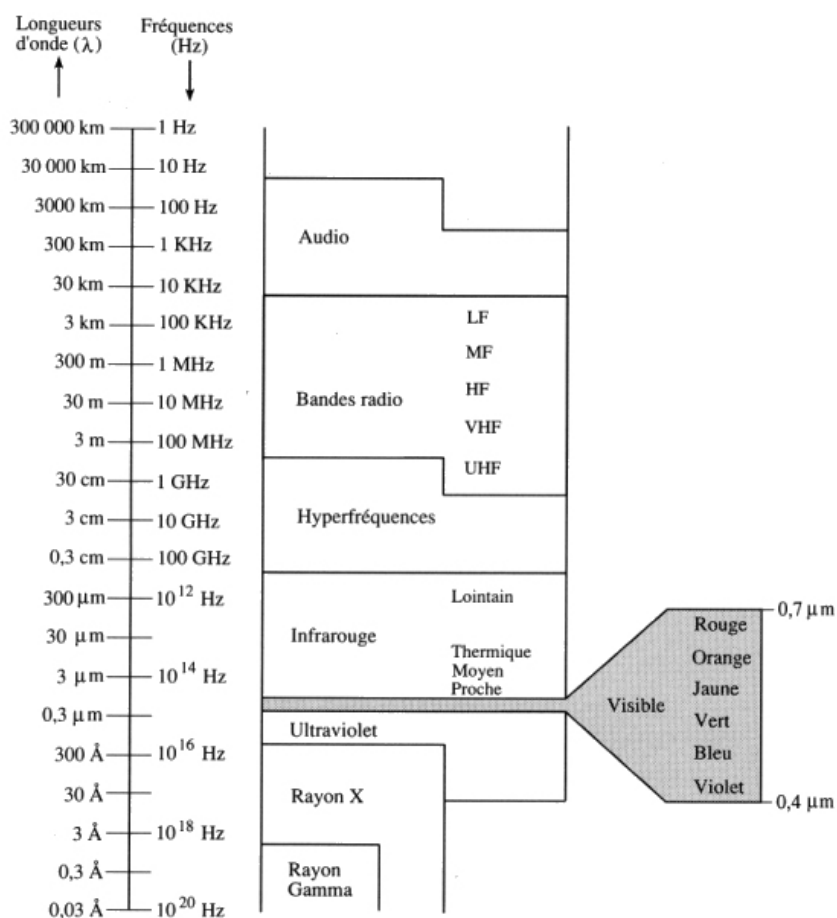 Longueurs
d'onde (λ)
Fréquences
(Hz)
300 000 km 1 Hz
30 000 km 10 Hz
3000 km 100 Hz
300 km 1 KHz
30 km 10 KHz
3 km 100 KHz
300 m 1 MHz
30 m 10 MHz
3 m 100 MHz
30 cm 1 GHz
3 cm 10 GHz
0,3 cm 100 GHz
300 µm 10¹² Hz
30 µm
3 µm 10¹⁴ Hz
0,3 µm
300 Å 10¹⁶ Hz
30 Å
3 Å 10¹⁸ Hz
0,3 Å
0,03 Å 10²⁰ Hz
Audio
Bandes radio
LF
MF
HF
VHF
UHF
Hyperfréquences
Infrarouge
Lointain
Thermique
Moyen
Proche
Ultraviolet
Rayon X
Rayon
Gamma
Visible
0,7 µm
Rouge
Orange
Jaune
Vert
Bleu
Violet
0,4 µm